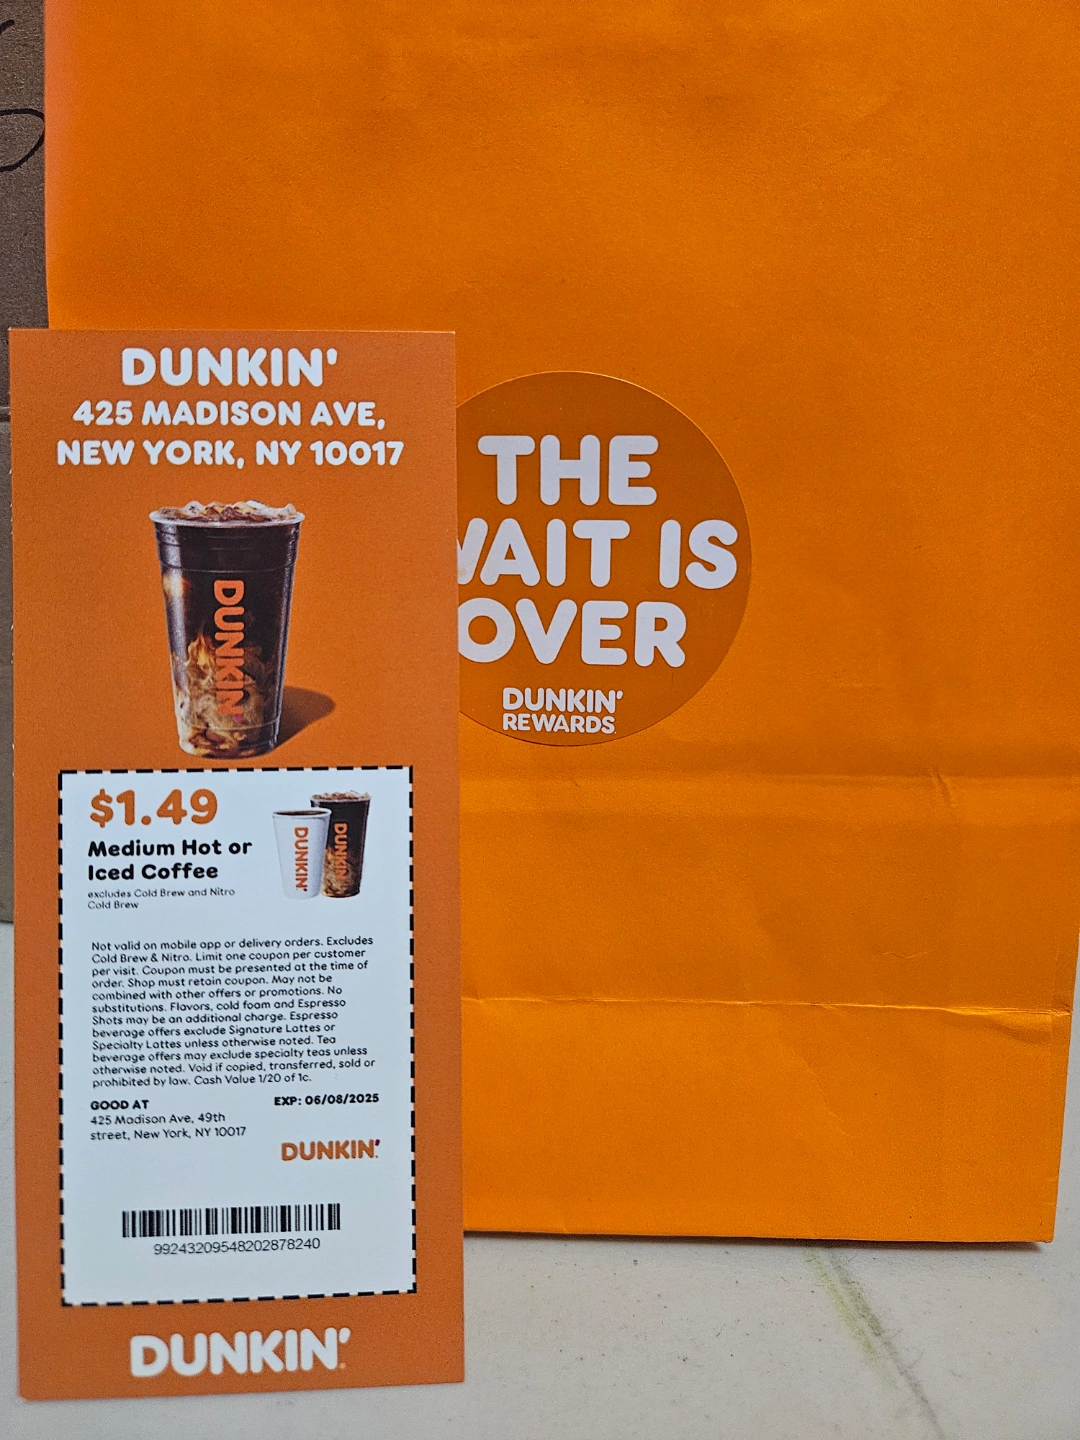 DUNKIN'
425 MADISON AVE,
NEW YORK, NY 10017
DUNKIN'
$1.49
Medium Hot or
Iced Coffee
excludes Cold Brew and Nitro
Cold Brew
DUNKIN'
DUNKIN'
Not valid on mobile app or delivery orders. Excludes
Cold Brew & Nitro. Limit one coupon per customer
per visit. Coupon must be presented at the time of
order. Shop must retain coupon. May not be
combined with other offers or promotions. No
substitutions. Flavors, cold foam and Espresso
Shots may be an additional charge. Espresso
beverage offers exclude Signature Lattes or
Specialty Lattes unless otherwise noted. Tea
beverage offers may exclude specialty teas unless
otherwise noted. Void if copied, transferred, sold or
prohibited by law. Cash Value 1/20 of 1c.
GOOD AT
425 Madison Ave, 49th
street, New York, NY 10017
EXP: 06/08/2025
DUNKIN'
99243209548202878240
DUNKIN'
THE
WAIT IS
OVER
DUNKIN'
REWARDS